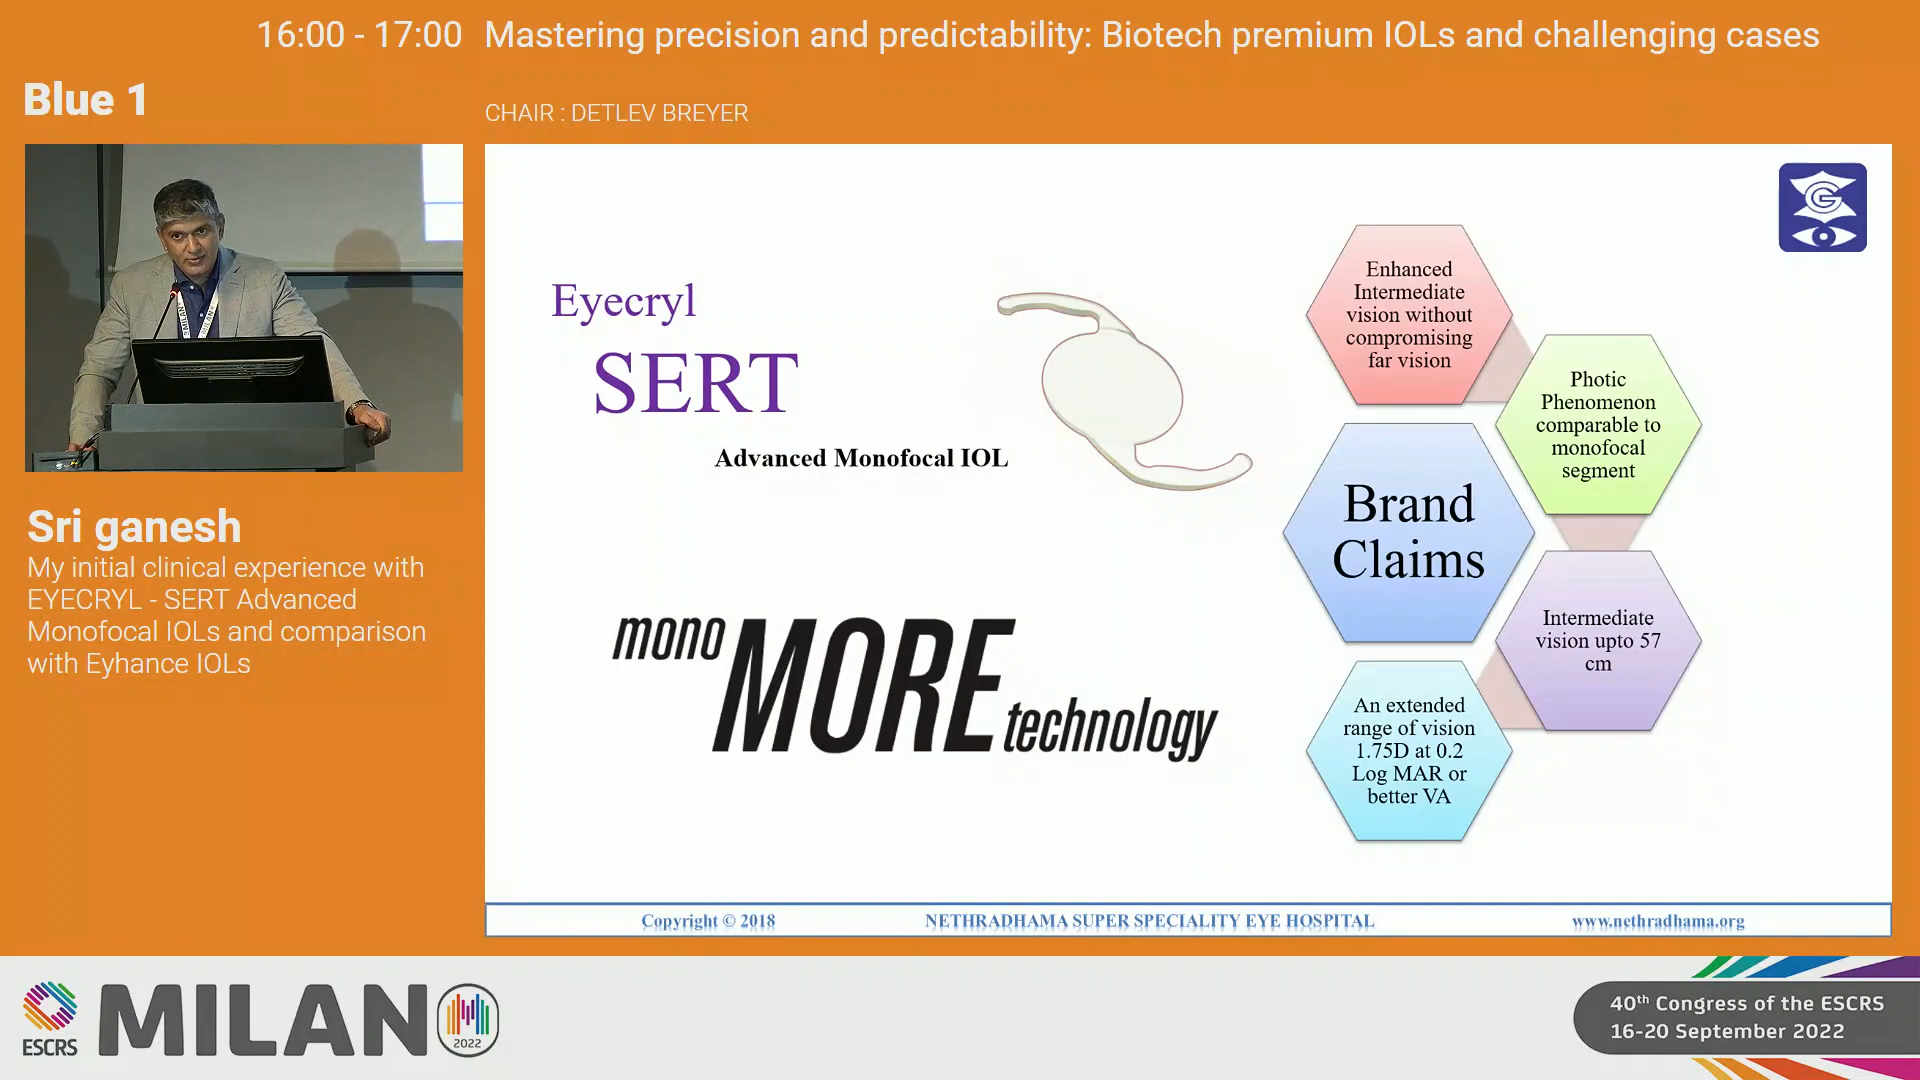 16:00 - 17:00 Mastering precision and predictability: Biotech premium IOLs and challenging cases
Blue 1
CHAIR : DETLEV BREYER
Sri ganesh
My initial clinical experience with
EYECRYL - SERT Advanced
Monofocal IOLs and comparison
with Eyhance IOLs
Eyecryl
SERT
Advanced Monofocal IOL
mono MORE technology
Enhanced
Intermediate
vision without
compromising
far vision
Photic
Phenomenon
comparable to
monofocal
segment
Brand
Claims
Intermediate
vision upto 57
cm
An extended
range of vision
1.75D at 0.2
Log MAR or
better VA
G
Copyright © 2018 NETHRADHAMA SUPER SPECIALITY EYE HOSPITAL www.nethradhama.org
ESCRS
MILAN
2022
40th Congress of the ESCRS
16-20 September 2022